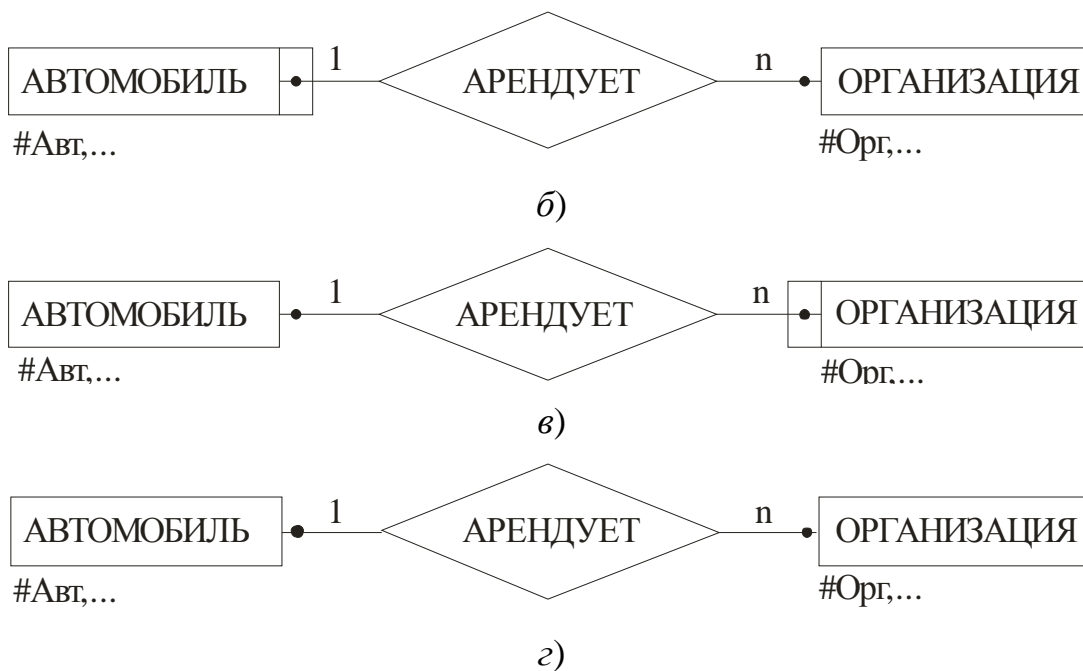 АВТОМОБИЛЬ 1 АРЕНДУЕТ n ОРГАНИЗАЦИЯ
#Авт,... #Орг,...
б)
АВТОМОБИЛЬ 1 АРЕНДУЕТ n ОРГАНИЗАЦИЯ
#Авт,... #Орг,...
в)
АВТОМОБИЛЬ 1 АРЕНДУЕТ n ОРГАНИЗАЦИЯ
#Авт,... #Орг,...
г)